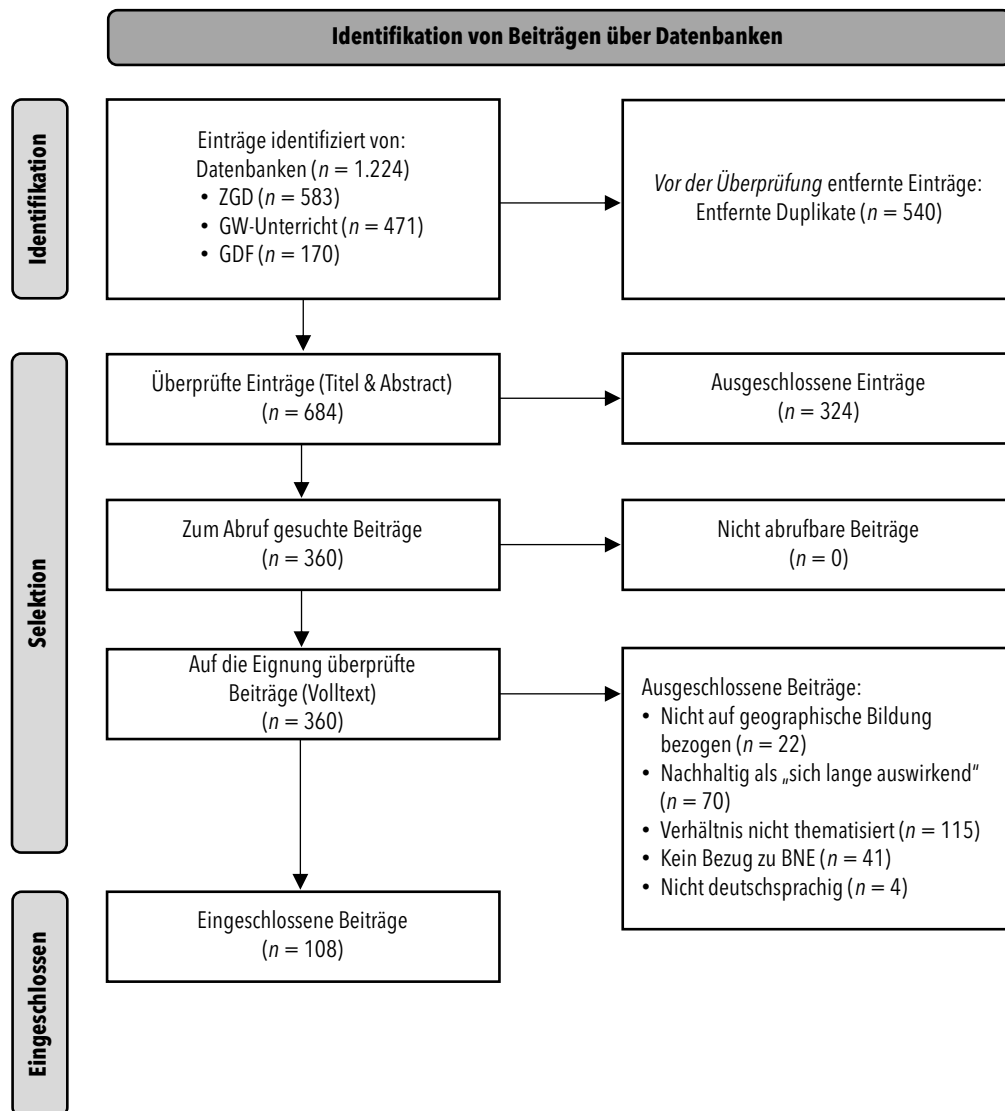 Identifikation von Beiträgen über Datenbanken
Identifikation
Einträge identifiziert von:
Datenbanken (n = 1.224)
• ZGD (n = 583)
• GW-Unterricht (n = 471)
• GDF (n = 170)
Vor der Überprüfung entfernte Einträge:
Entfernte Duplikate (n = 540)
Selektion
Überprüfte Einträge (Titel & Abstract)
(n = 684)
Ausgeschlossene Einträge
(n = 324)
Zum Abruf gesuchte Beiträge
(n = 360)
Nicht abrufbare Beiträge
(n = 0)
Auf die Eignung überprüfte
Beiträge (Volltext)
(n = 360)
Ausgeschlossene Beiträge:
• Nicht auf geographische Bildung
bezogen (n = 22)
• Nachhaltig als „sich lange auswirkend“
(n = 70)
• Verhältnis nicht thematisiert (n = 115)
• Kein Bezug zu BNE (n = 41)
• Nicht deutschsprachig (n = 4)
Eingeschlossen
Eingeschlossene Beiträge
(n = 108)